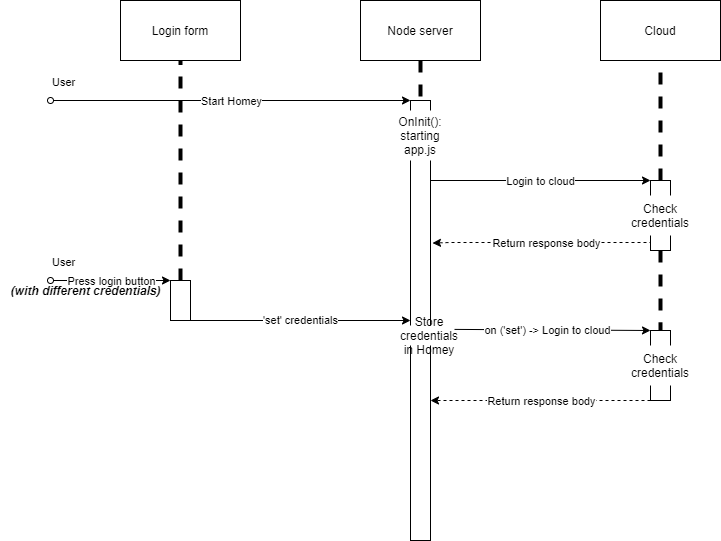 Login form
Node server
Cloud
User
Start Homey
OnInit():
starting
app.js
Login to cloud
Check
credentials
Return response body
User
Press login button
(with different credentials)
'set' credentials
Store
credentials
in Homey
on ('set') -> Login to cloud
Check
credentials
Return response body